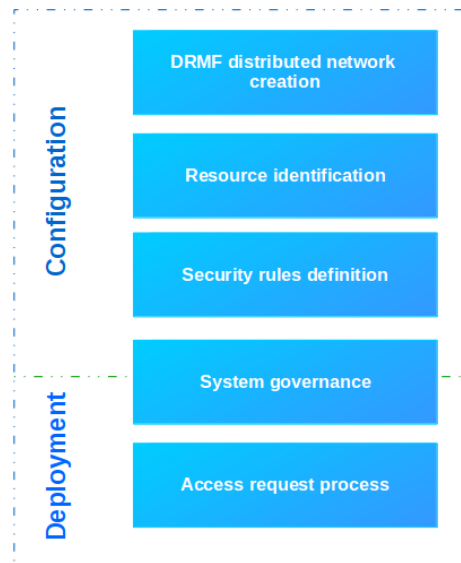 Configuration
DRMF distributed network
creation
Resource identification
Security rules definition
System governance
Deployment
Access request process